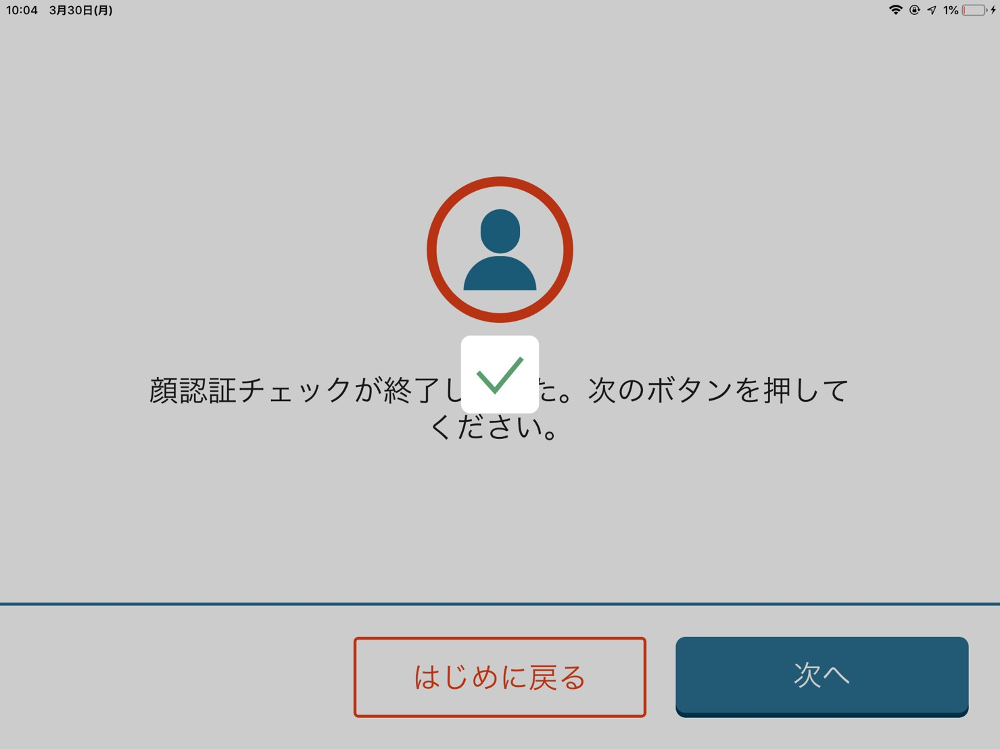 10:04 3月30日(月) 1%
顔認証チェックが終了し た。次のボタンを押して
ください。
はじめに戻る
次へ